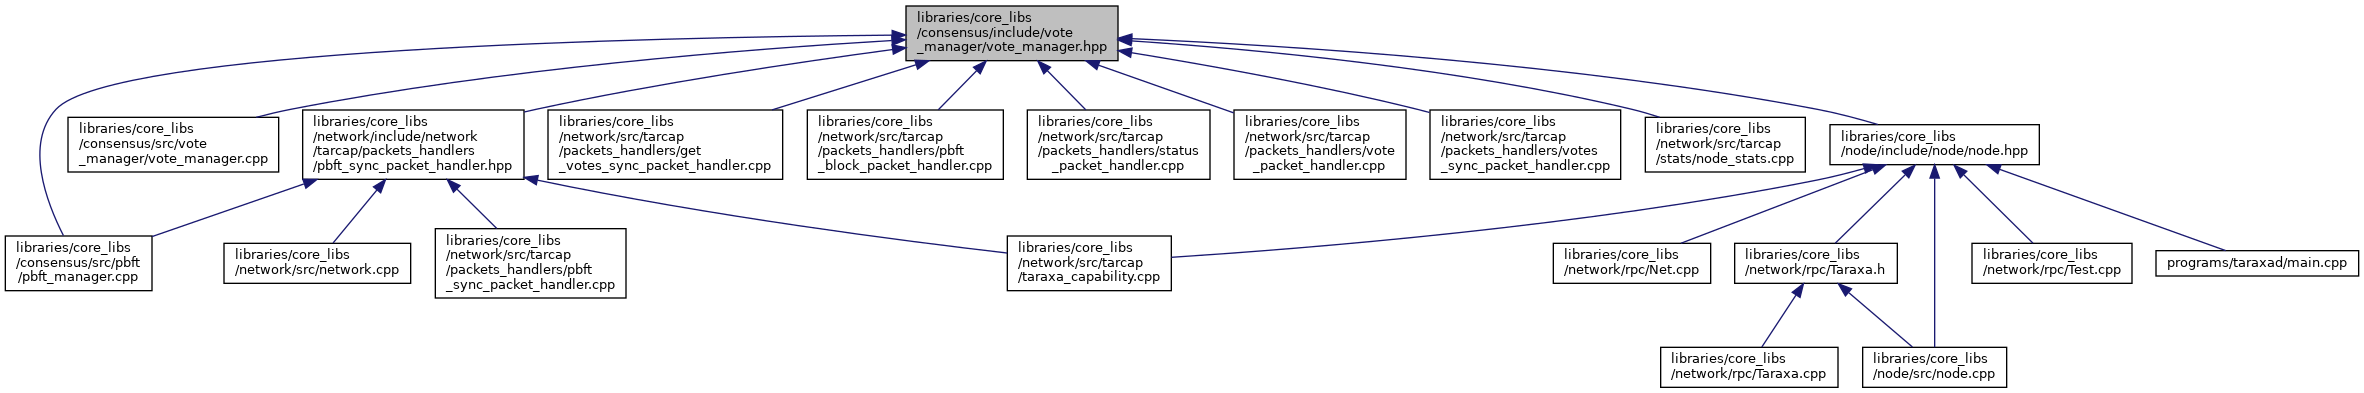 libraries/core_libs
/consensus/include/vote
_manager/vote_manager.hpp
libraries/core_libs
/consensus/src/vote
_manager/vote_manager.cpp
libraries/core_libs
/network/include/network
/tarcap/packets_handlers
/pbft_sync_packet_handler.hpp
libraries/core_libs
/network/src/tarcap
/packets_handlers/get
_votes_sync_packet_handler.cpp
libraries/core_libs
/network/src/tarcap
/packets_handlers/pbft
_block_packet_handler.cpp
libraries/core_libs
/network/src/tarcap
/packets_handlers/status
_packet_handler.cpp
libraries/core_libs
/network/src/tarcap
/packets_handlers/vote
_packet_handler.cpp
libraries/core_libs
/network/src/tarcap
/packets_handlers/votes
_sync_packet_handler.cpp
libraries/core_libs
/network/src/tarcap
/stats/node_stats.cpp
libraries/core_libs
/node/include/node/node.hpp
libraries/core_libs
/consensus/src/pbft
/pbft_manager.cpp
libraries/core_libs
/network/src/network.cpp
libraries/core_libs
/network/src/tarcap
/packets_handlers/pbft
_sync_packet_handler.cpp
libraries/core_libs
/network/src/tarcap
/taraxa_capability.cpp
libraries/core_libs
/network/rpc/Net.cpp
libraries/core_libs
/network/rpc/Taraxa.h
libraries/core_libs
/network/rpc/Test.cpp
programs/taraxad/main.cpp
libraries/core_libs
/network/rpc/Taraxa.cpp
libraries/core_libs
/node/src/node.cpp